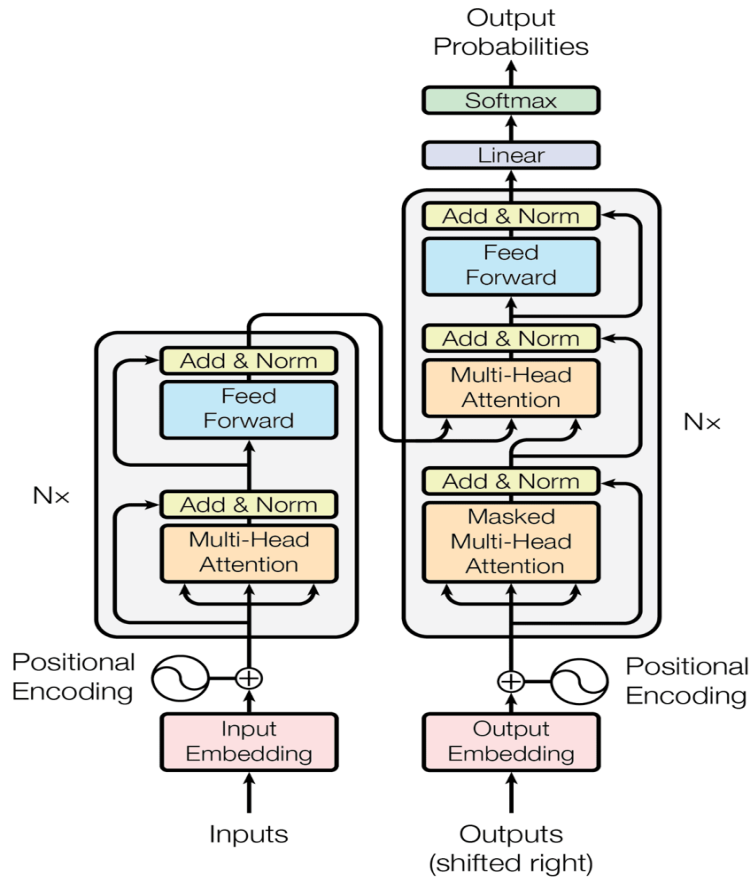 Output
Probabilities
Softmax
Linear
Add & Norm
Feed
Forward
Add & Norm
Multi-Head
Attention
Nx
Add & Norm
Masked
Multi-Head
Attention
Add & Norm
Feed
Forward
Nx
Add & Norm
Multi-Head
Attention
Positional
Encoding
Positional
Encoding
Input
Embedding
Output
Embedding
Inputs
Outputs
(shifted right)